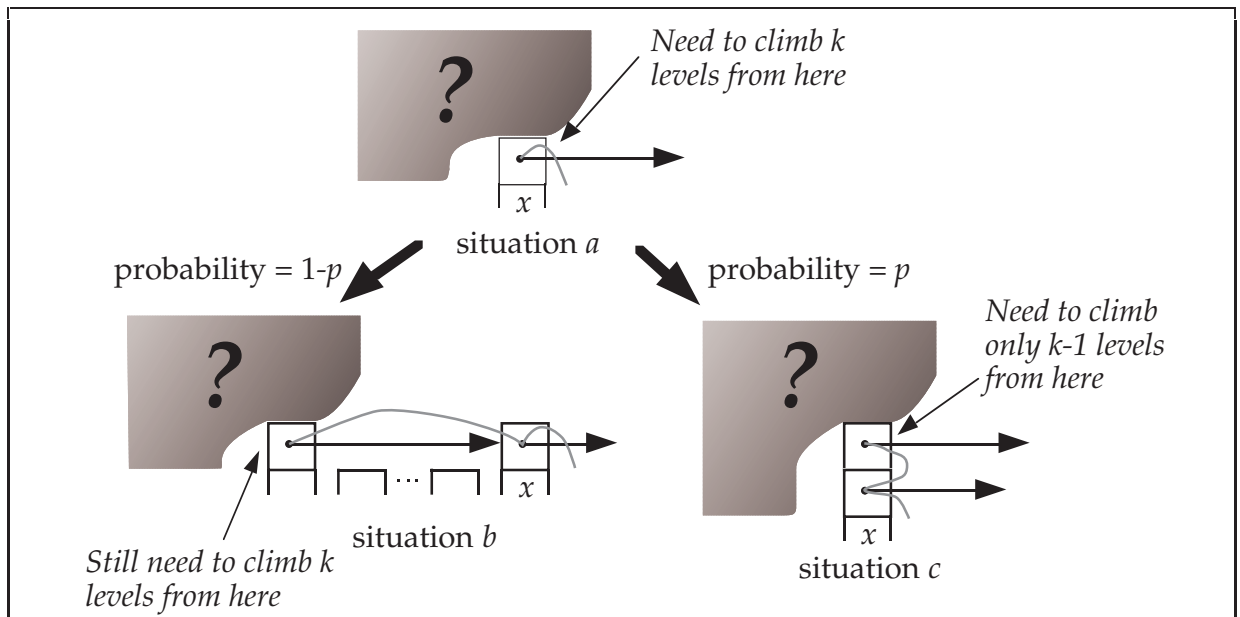 ?
Need to climb k
levels from here
x
situation a
probability = 1-p
probability = p
?
Still need to climb k
levels from here
...
x
situation b
?
Need to climb
only k-1 levels
from here
x
situation c